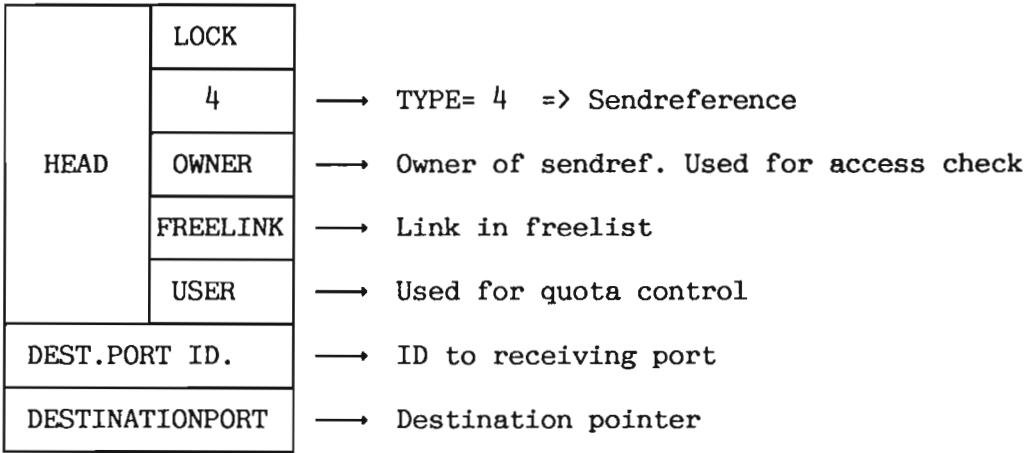 LOCK
4 → TYPE= 4 => Sendreference
HEAD OWNER → Owner of sendref. Used for access check
FREELINK → Link in freelist
USER → Used for quota control
DEST.PORT ID. → ID to receiving port
DESTINATIONPORT → Destination pointer